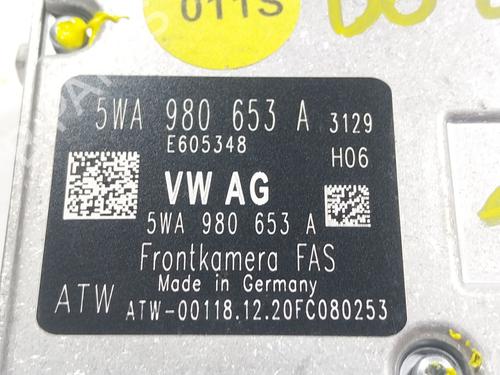 011S
5WA 980 653 A 3129
E605348
H06
VW AG
5WA 980 653 A
Frontkamera FAS
Made in Germany
ATW ATW-00118.12.20FC080253